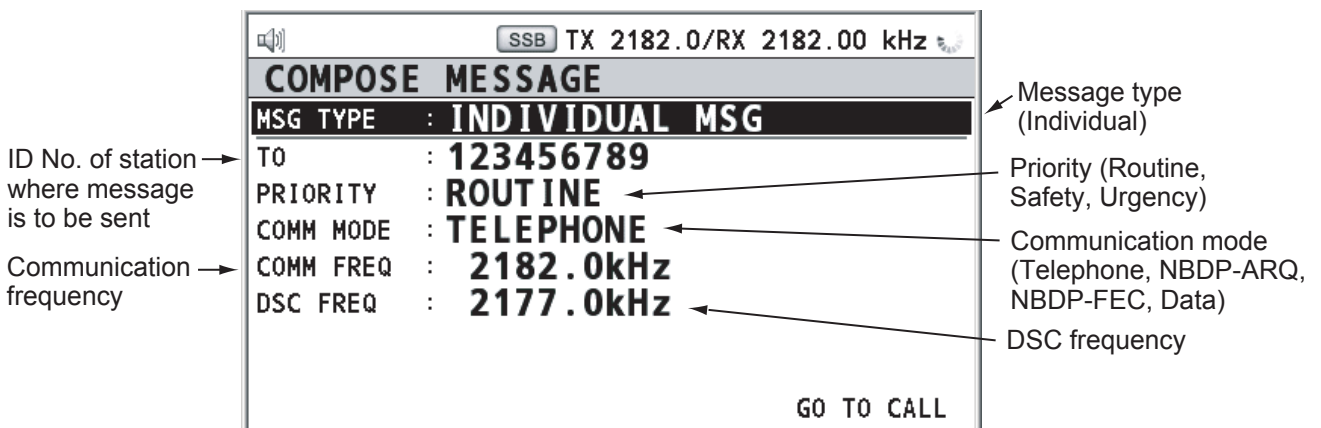 SSB TX 2182.0/RX 2182.00 kHz
COMPOSE MESSAGE
MSG TYPE : INDIVIDUAL MSG
TO : 123456789
PRIORITY : ROUTINE
COMM MODE : TELEPHONE
COMM FREQ : 2182.0kHz
DSC FREQ : 2177.0kHz
GO TO CALL
ID No. of station
where message
is to be sent
Communication
frequency
Message type
(Individual)
Priority (Routine,
Safety, Urgency)
Communication mode
(Telephone, NBDP-ARQ,
NBDP-FEC, Data)
DSC frequency